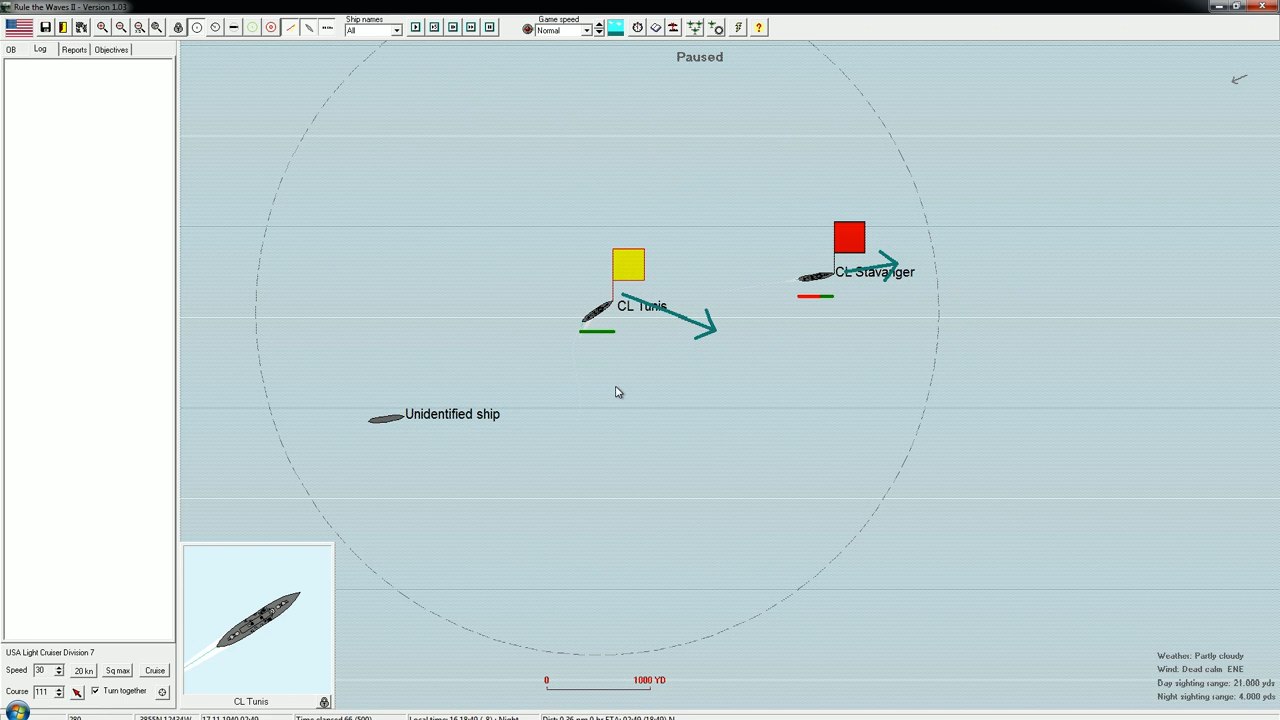 Rule the Waves II - Version 1.03
Ship names
All
Game speed
Normal
OB Log Reports Objectives
Paused
CL Stavanger
CL Tunis
Unidentified ship
USA Light Cruiser Division 7
Speed 30 20 kn Sq max Cruise
Course 111 Turn together
CL Tunis
0 1000 YD
Weather: Partly cloudy
Wind: Dead calm ENE
Day sighting range: 21.000 yds
Night sighting range: 4.000 yds